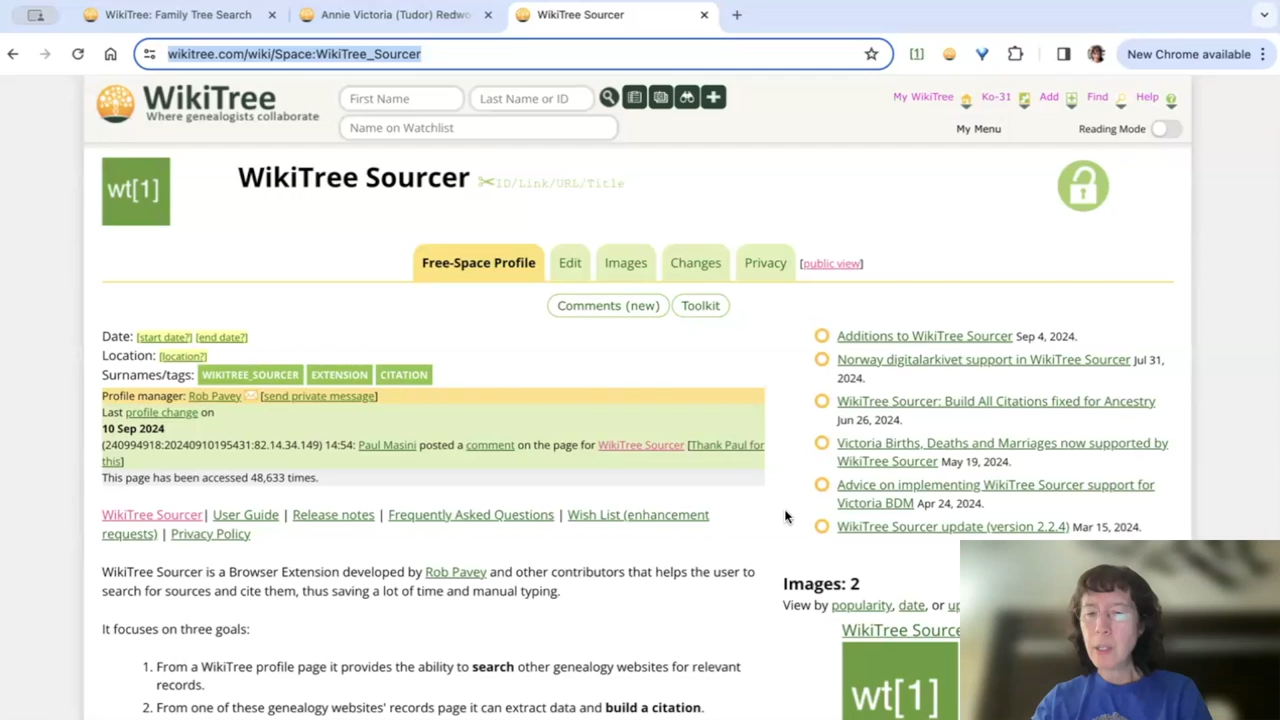 WikiTree: Family Tree Search
Annie Victoria (Tudor) Redwo
WikiTree Sourcer
wikitree.com/wiki/Space:WikiTree_Sourcer
[1]
New Chrome available
WikiTree
Where genealogists collaborate
First Name
Last Name or ID
Name on Watchlist
My WikiTree
Ko-31
Add
Find
Help
My Menu
Reading Mode
wt[1]
WikiTree Sourcer
ID/Link/URL/Title
Free-Space Profile
Edit
Images
Changes
Privacy
[public view]
Comments (new)
Toolkit
Date: [start date?] [end date?]
Location: [location?]
Surnames/tags: WIKITREE_SOURCER EXTENSION CITATION
Profile manager: Rob Pavey [send private message]
Last profile change on
10 Sep 2024
(240994918:20240910195431:82.14.34.149) 14:54: Paul Masini posted a comment on the page for WikiTree Sourcer [Thank Paul for
this]
This page has been accessed 48,633 times.
WikiTree Sourcer| User Guide | Release notes | Frequently Asked Questions | Wish List (enhancement
requests) | Privacy Policy
WikiTree Sourcer is a Browser Extension developed by Rob Pavey and other contributors that helps the user to
search for sources and cite them, thus saving a lot of time and manual typing.
It focuses on three goals:
1. From a WikiTree profile page it provides the ability to search other genealogy websites for relevant
records.
2. From one of these genealogy websites' records page it can extract data and build a citation.
Additions to WikiTree Sourcer Sep 4, 2024.
Norway digitalarkivet support in WikiTree Sourcer Jul 31,
2024.
WikiTree Sourcer: Build All Citations fixed for Ancestry
Jun 26, 2024.
Victoria Births, Deaths and Marriages now supported by
WikiTree Sourcer May 19, 2024.
Advice on implementing WikiTree Sourcer support for
Victoria BDM Apr 24, 2024.
WikiTree Sourcer update (version 2.2.4) Mar 15, 2024.
Images: 2
View by popularity, date, or up
WikiTree Source
wt[1]